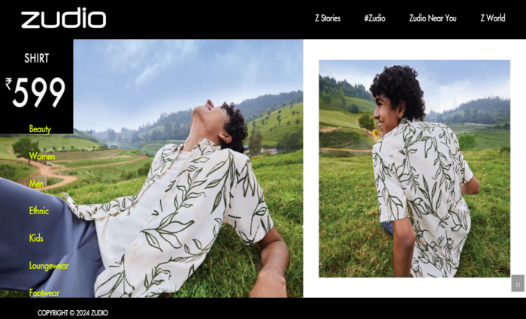 ZUDIO
Z Stories #Zudio Zudio Near You Z World
SHIRT
₹599
Beauty
Women
Men
Ethnic
Kids
Loungewear
Footwear
COPYRIGHT © 2024 ZUDIO